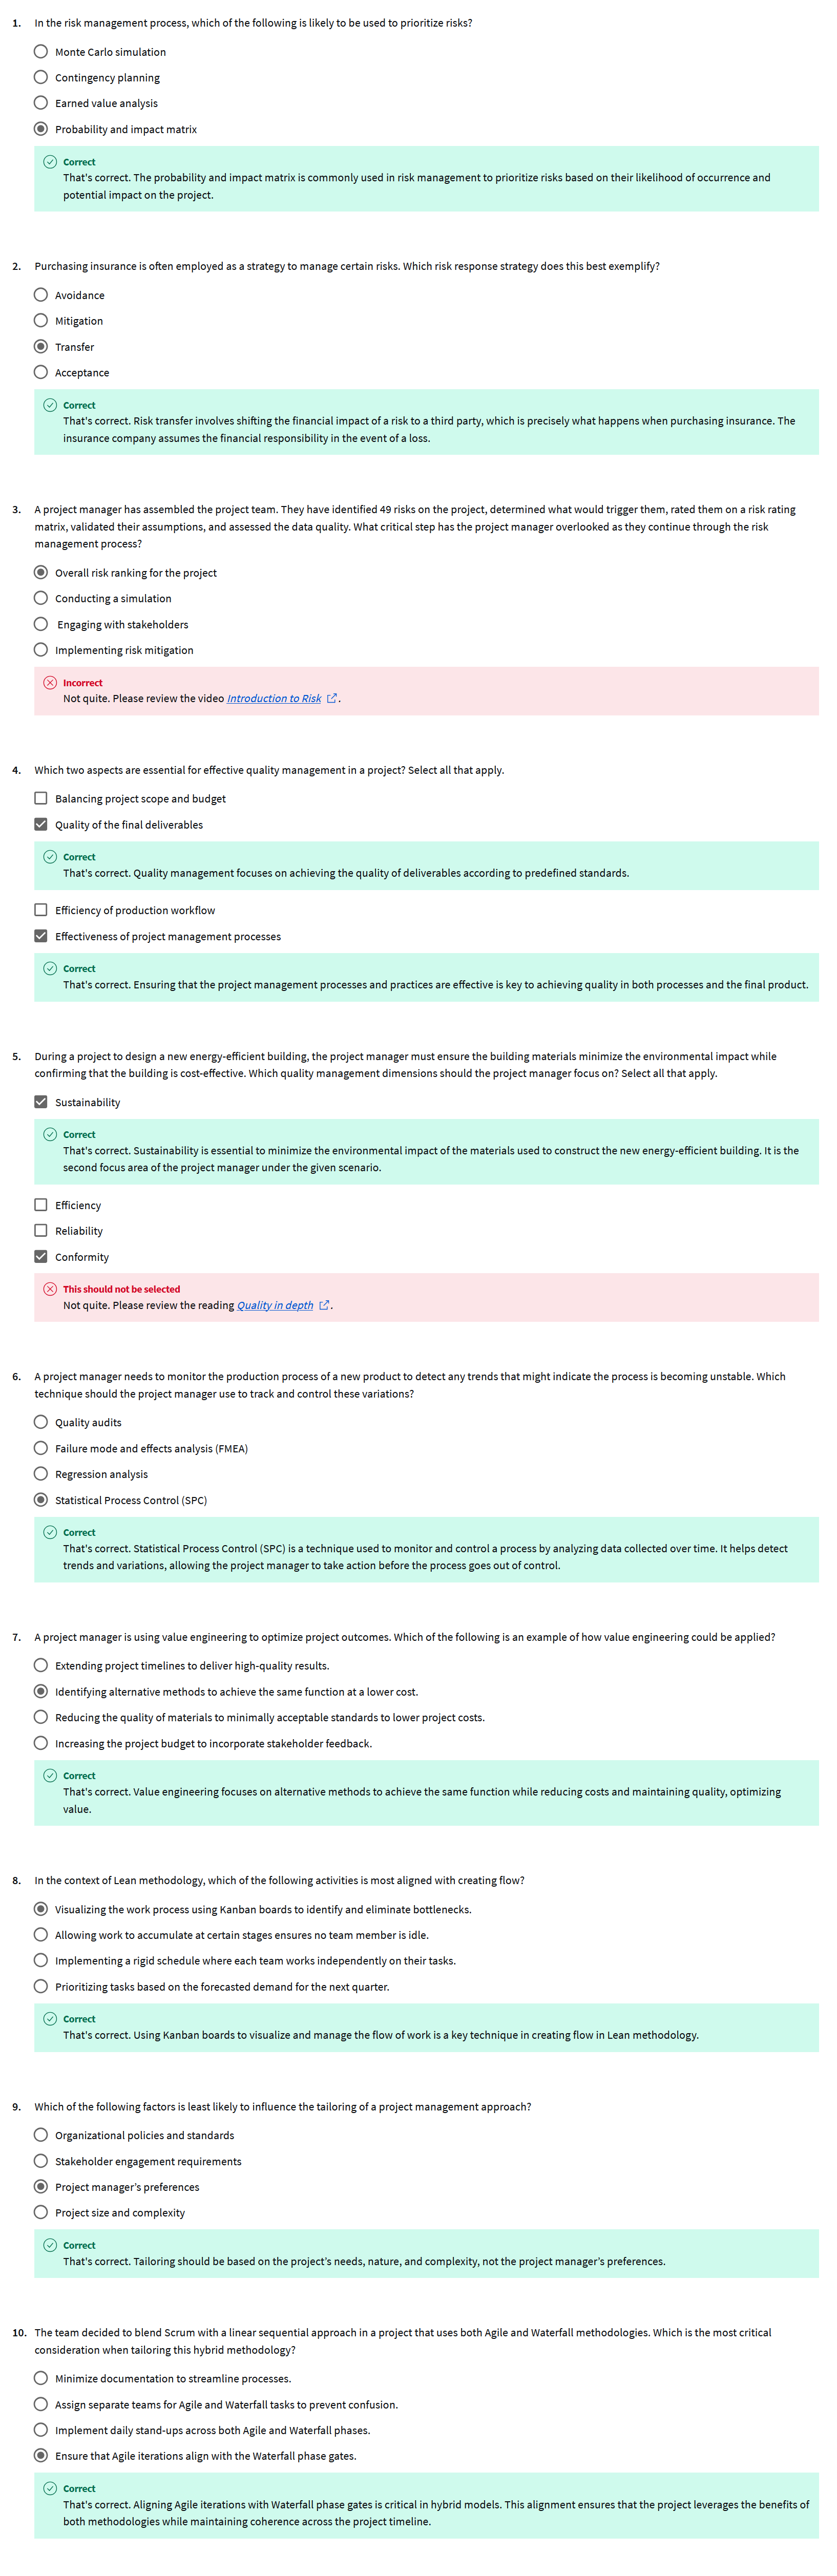 1. In the risk management process, which of the following is likely to be used to prioritize risks?
Monte Carlo simulation
Contingency planning
Earned value analysis
Probability and impact matrix
Correct
That's correct. The probability and impact matrix is commonly used in risk management to prioritize risks based on their likelihood of occurrence and
potential impact on the project.
2. Purchasing insurance is often employed as a strategy to manage certain risks. Which risk response strategy does this best exemplify?
Avoidance
Mitigation
Transfer
Acceptance
Correct
That's correct. Risk transfer involves shifting the financial impact of a risk to a third party, which is precisely what happens when purchasing insurance. The
insurance company assumes the financial responsibility in the event of a loss.
3. A project manager has assembled the project team. They have identified 49 risks on the project, determined what would trigger them, rated them on a risk rating
matrix, validated their assumptions, and assessed the data quality. What critical step has the project manager overlooked as they continue through the risk
management process?
Overall risk ranking for the project
Conducting a simulation
Engaging with stakeholders
Implementing risk mitigation
Incorrect
Not quite. Please review the video Introduction to Risk.
4. Which two aspects are essential for effective quality management in a project? Select all that apply.
Balancing project scope and budget
Quality of the final deliverables
Correct
That's correct. Quality management focuses on achieving the quality of deliverables according to predefined standards.
Efficiency of production workflow
Effectiveness of project management processes
Correct
That's correct. Ensuring that the project management processes and practices are effective is key to achieving quality in both processes and the final product.
5. During a project to design a new energy-efficient building, the project manager must ensure the building materials minimize the environmental impact while
confirming that the building is cost-effective. Which quality management dimensions should the project manager focus on? Select all that apply.
Sustainability
Correct
That's correct. Sustainability is essential to minimize the environmental impact of the materials used to construct the new energy-efficient building. It is the
second focus area of the project manager under the given scenario.
Efficiency
Reliability
Conformity
This should not be selected
Not quite. Please review the reading Quality in depth.
6. A project manager needs to monitor the production process of a new product to detect any trends that might indicate the process is becoming unstable. Which
technique should the project manager use to track and control these variations?
Quality audits
Failure mode and effects analysis (FMEA)
Regression analysis
Statistical Process Control (SPC)
Correct
That's correct. Statistical Process Control (SPC) is a technique used to monitor and control a process by analyzing data collected over time. It helps detect
trends and variations, allowing the project manager to take action before the process goes out of control.
7. A project manager is using value engineering to optimize project outcomes. Which of the following is an example of how value engineering could be applied?
Extending project timelines to deliver high-quality results.
Identifying alternative methods to achieve the same function at a lower cost.
Reducing the quality of materials to minimally acceptable standards to lower project costs.
Increasing the project budget to incorporate stakeholder feedback.
Correct
That's correct. Value engineering focuses on alternative methods to achieve the same function while reducing costs and maintaining quality, optimizing
value.
8. In the context of Lean methodology, which of the following activities is most aligned with creating flow?
Visualizing the work process using Kanban boards to identify and eliminate bottlenecks.
Allowing work to accumulate at certain stages ensures no team member is idle.
Implementing a rigid schedule where each team works independently on their tasks.
Prioritizing tasks based on the forecasted demand for the next quarter.
Correct
That's correct. Using Kanban boards to visualize and manage the flow of work is a key technique in creating flow in Lean methodology.
9. Which of the following factors is least likely to influence the tailoring of a project management approach?
Organizational policies and standards
Stakeholder engagement requirements
Project manager's preferences
Project size and complexity
Correct
That's correct. Tailoring should be based on the project's needs, nature, and complexity, not the project manager's preferences.
10. The team decided to blend Scrum with a linear sequential approach in a project that uses both Agile and Waterfall methodologies. Which is the most critical
consideration when tailoring this hybrid methodology?
Minimize documentation to streamline processes.
Assign separate teams for Agile and Waterfall tasks to prevent confusion.
Implement daily stand-ups across both Agile and Waterfall phases.
Ensure that Agile iterations align with the Waterfall phase gates.
Correct
That's correct. Aligning Agile iterations with Waterfall phase gates is critical in hybrid models. This alignment ensures that the project leverages the benefits of
both methodologies while maintaining coherence across the project timeline.